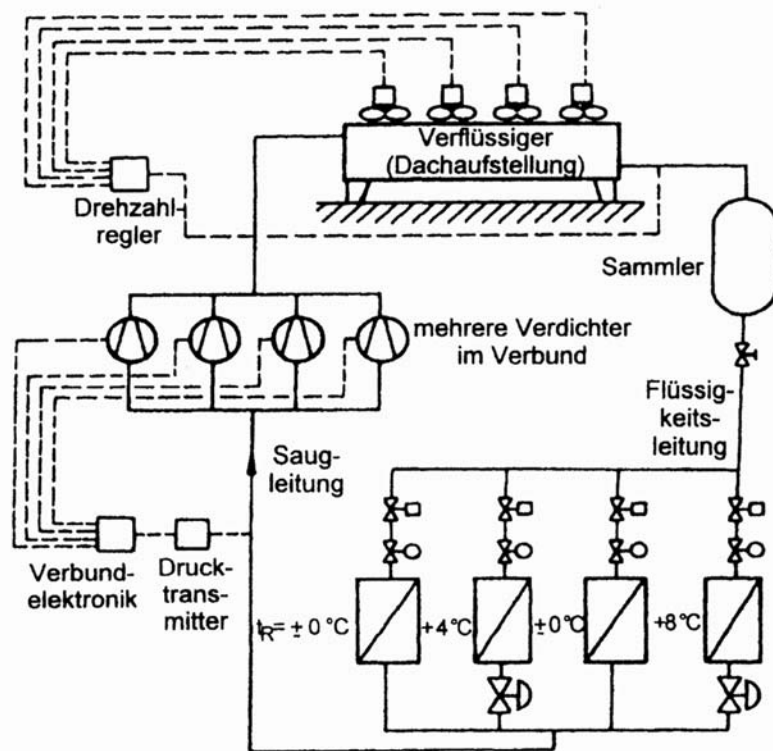 Verflüssiger
(Dachaufstellung)
Drehzahl-
regler
Sammler
mehrere Verdichter
im Verbund
Flüssig-
keits-
leitung
Saug-
leitung
Verbund-
elektronik
Druck-
trans-
mitter
tR= ± 0 °C
+4°C
±0°C
+8°C